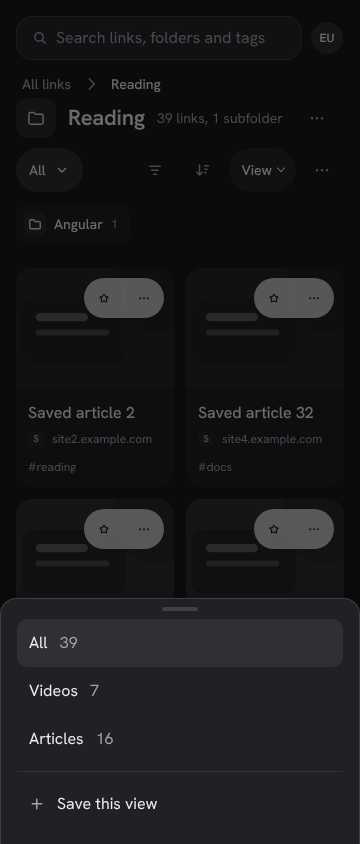 Search links, folders and tags
EU
All links > Reading
Reading 39 links, 1 subfolder
All
View
Angular 1
Saved article 2
S site2.example.com
#reading
Saved article 32
S site4.example.com
#docs
All 39
Videos 7
Articles 16
+ Save this view